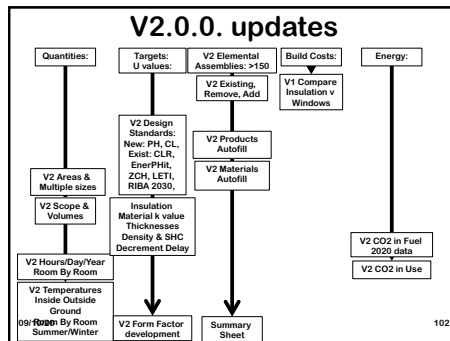 V2.0.0. updates
Quantities:
V2 Areas &
Multiple sizes
V2 Scope &
Volumes
V2 Hours/Day/Year
Room By Room
V2 Temperatures
Inside Outside
Ground
Room By Room
Summer/Winter
Targets:
U values:
V2 Design
Standards:
New: PH, CL,
Exist: CLR,
EnerPHit,
ZCH, LETI,
RIBA 2030,
Insulation
Material k value
Thicknesses
Density & SHC
Decrement Delay
V2 Form Factor
development
V2 Elemental
Assemblies: >150
V2 Existing,
Remove, Add
V2 Products
Autofill
V2 Materials
Autofill
Summary
Sheet
Build Costs:
V1 Compare
Insulation v
Windows
Energy:
V2 CO2 in Fuel
2020 data
V2 CO2 in Use
102